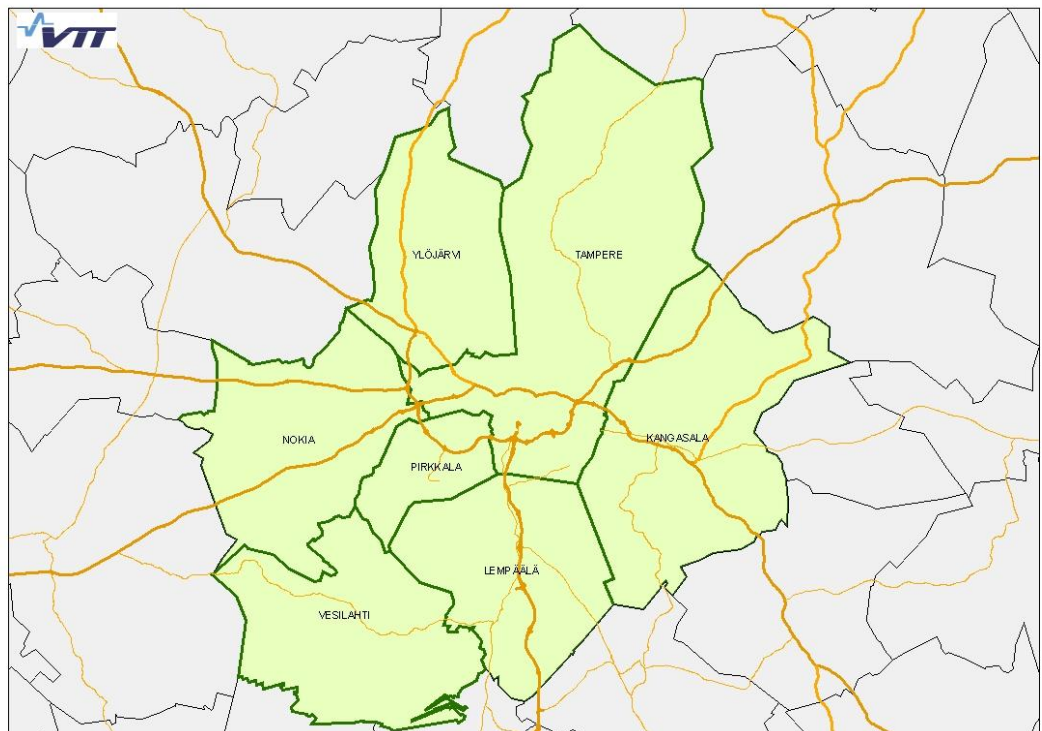 VTT
YLÖJÄRVI
TAMPERE
NOKIA
KANGASALA
PIRKKALA
LEMPÄÄLÄ
VESILAHTI